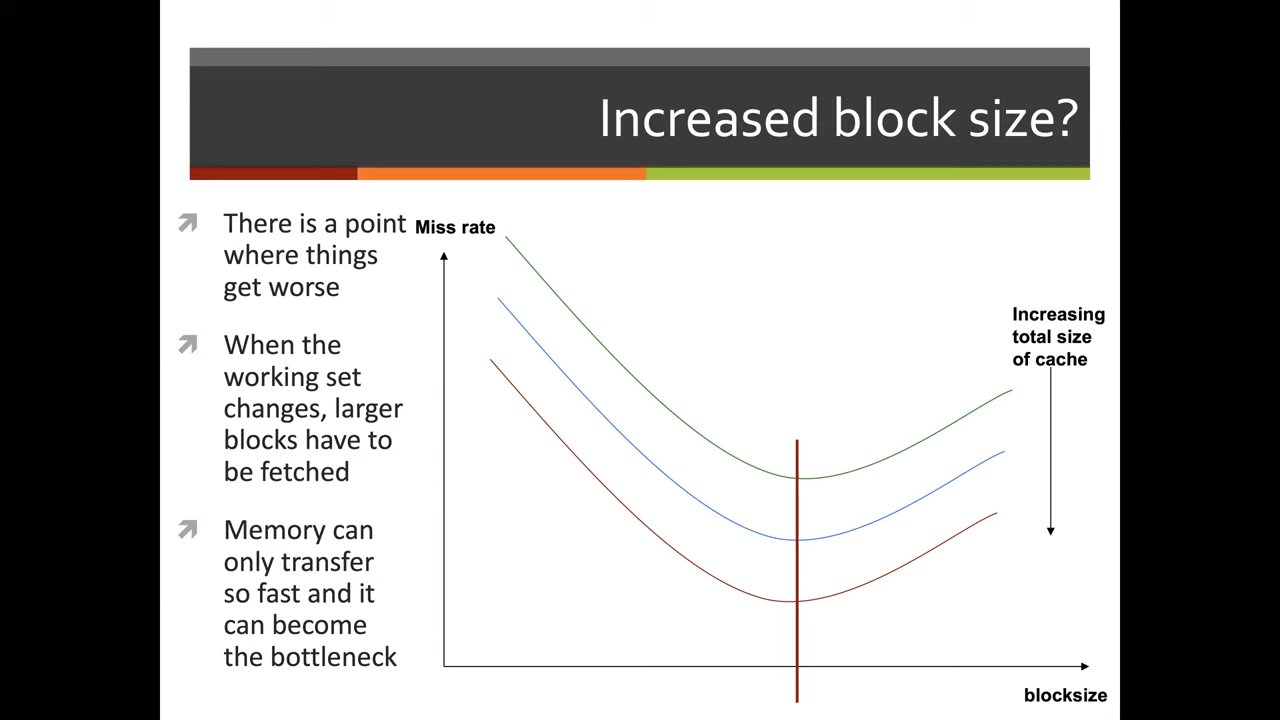 Increased block size?
There is a point
where things
get worse
When the
working set
changes, larger
blocks have to
be fetched
Memory can
only transfer
so fast and it
can become
the bottleneck
Miss rate
Increasing
total size
of cache
blocksize